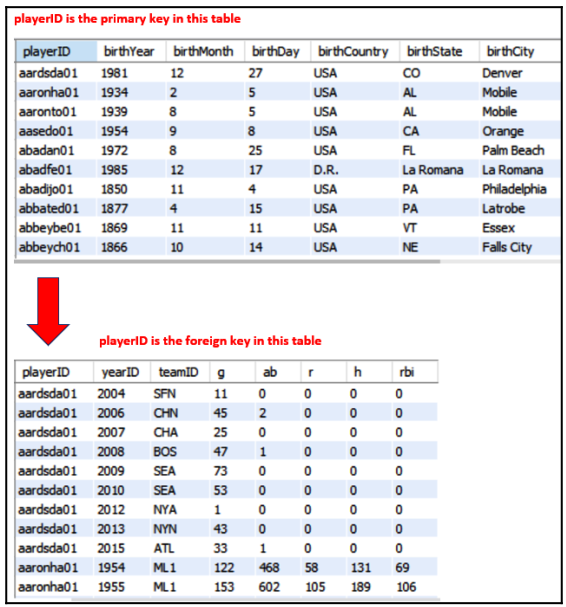 playerID is the primary key in this table
playerID birthYear birthMonth birthDay birthCountry birthState birthCity
aardsda01 1981 12 27 USA CO Denver
aaronha01 1934 2 5 USA AL Mobile
aaronto01 1939 8 5 USA AL Mobile
aasedo01 1954 9 8 USA CA Orange
abadan01 1972 8 25 USA FL Palm Beach
abadfe01 1985 12 17 D.R. La Romana La Romana
abadijo01 1850 11 4 USA PA Philadelphia
abbated01 1877 4 15 USA PA Latrobe
abbeybe01 1869 11 11 USA VT Essex
abbeych01 1866 10 14 USA NE Falls City
playerID is the foreign key in this table
playerID yearID teamID g ab r h rbi
aardsda01 2004 SFN 11 0 0 0 0
aardsda01 2006 CHN 45 2 0 0 0
aardsda01 2007 CHA 25 0 0 0 0
aardsda01 2008 BOS 47 1 0 0 0
aardsda01 2009 SEA 73 0 0 0 0
aardsda01 2010 SEA 53 0 0 0 0
aardsda01 2012 NYA 1 0 0 0 0
aardsda01 2013 NYN 43 0 0 0 0
aardsda01 2015 ATL 33 1 0 0 0
aaronha01 1954 ML1 122 468 58 131 69
aaronha01 1955 ML1 153 602 105 189 106